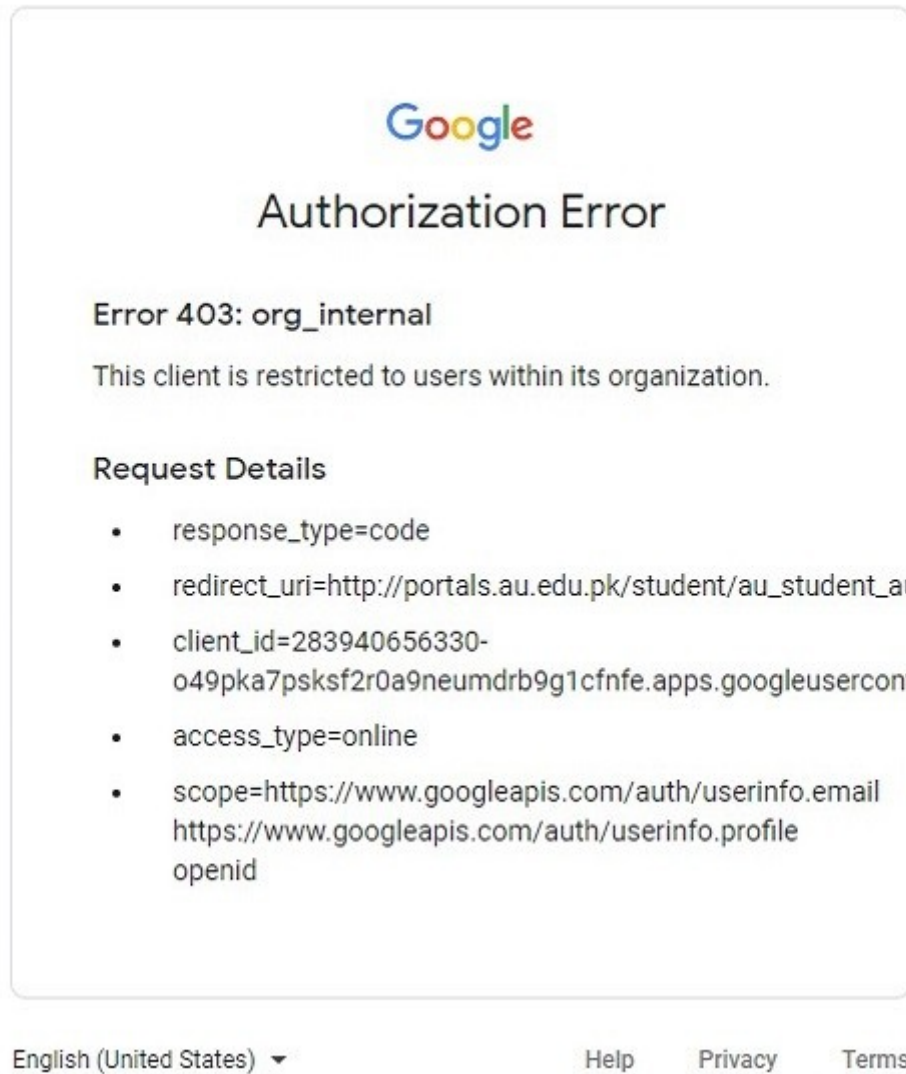 Google
Authorization Error
Error 403: org_internal
This client is restricted to users within its organization.
Request Details
• response_type=code
• redirect_uri=http://portals.au.edu.pk/student/au_student_au
• client_id=283940656330-
o49pka7psksf2r0a9neumdrb9g1cfnfe.apps.googleusercon
• access_type=online
• scope=https://www.googleapis.com/auth/userinfo.email
https://www.googleapis.com/auth/userinfo.profile
openid
English (United States) Help Privacy Terms